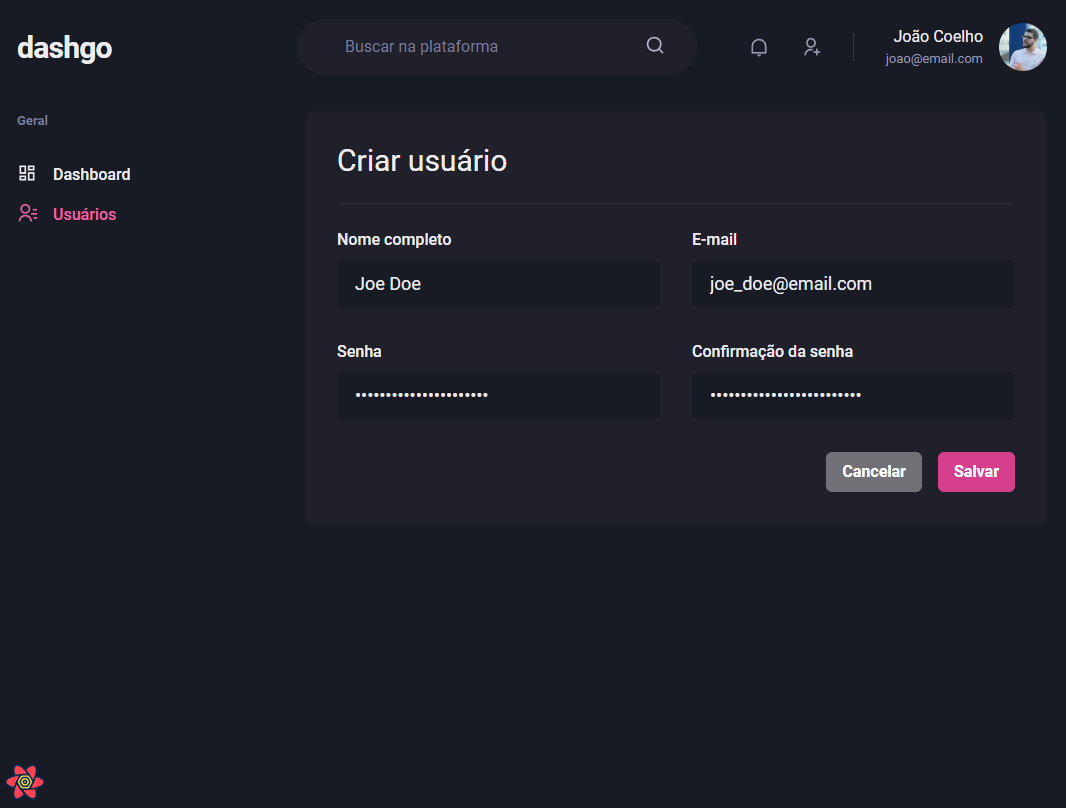 dashgo
Buscar na plataforma
João Coelho
joao@email.com
Geral
Dashboard
Usuários
Criar usuário
Nome completo
E-mail
Joe Doe
joe_doe@email.com
Senha
Confirmação da senha
••••••••••••••••••••••
•••••••••••••••••••••••••
Cancelar
Salvar